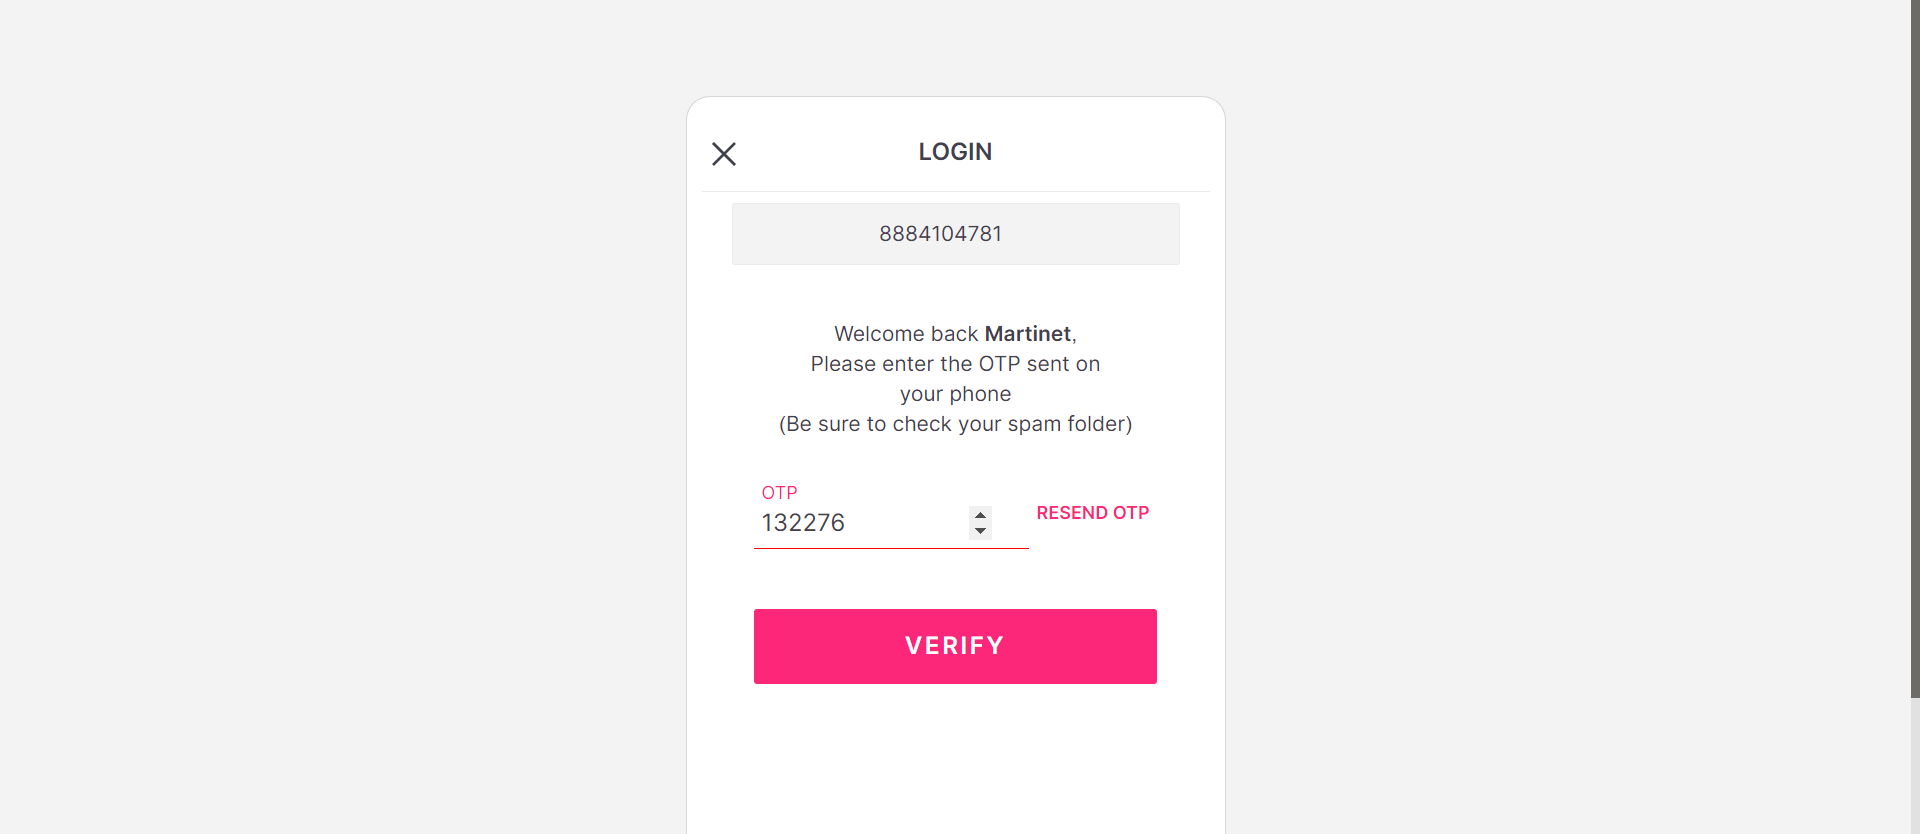 LOGIN
8884104781
Welcome back Martinet,
Please enter the OTP sent on
your phone
(Be sure to check your spam folder)
OTP
132276
RESEND OTP
VERIFY